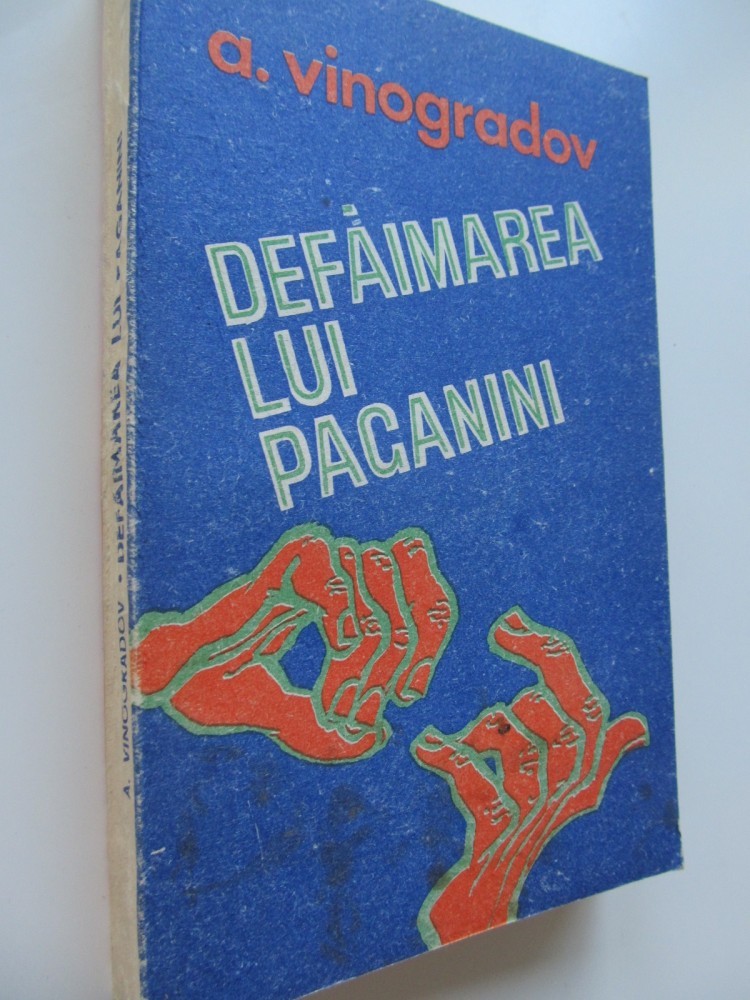 a. vinogradov
DEFĂIMAREA
LUI
PAGANINI
A. VINOGRADOV • DEFĂIMAREA LUI PAGANINI